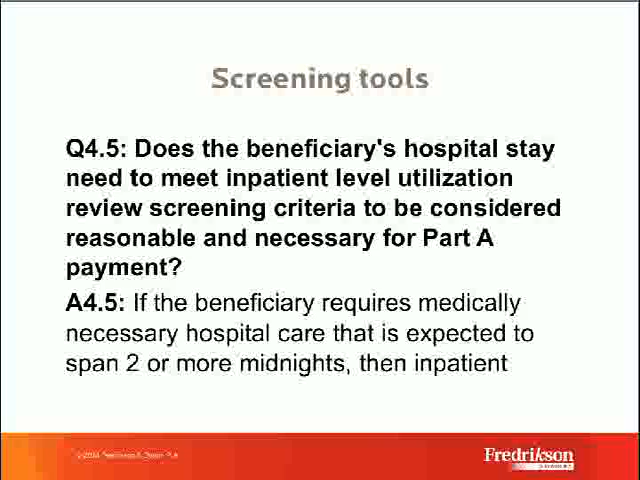 Screening tools
Q4.5: Does the beneficiary's hospital stay
need to meet inpatient level utilization
review screening criteria to be considered
reasonable and necessary for Part A
payment?
A4.5: If the beneficiary requires medically
necessary hospital care that is expected to
span 2 or more midnights, then inpatient
Fredrikson